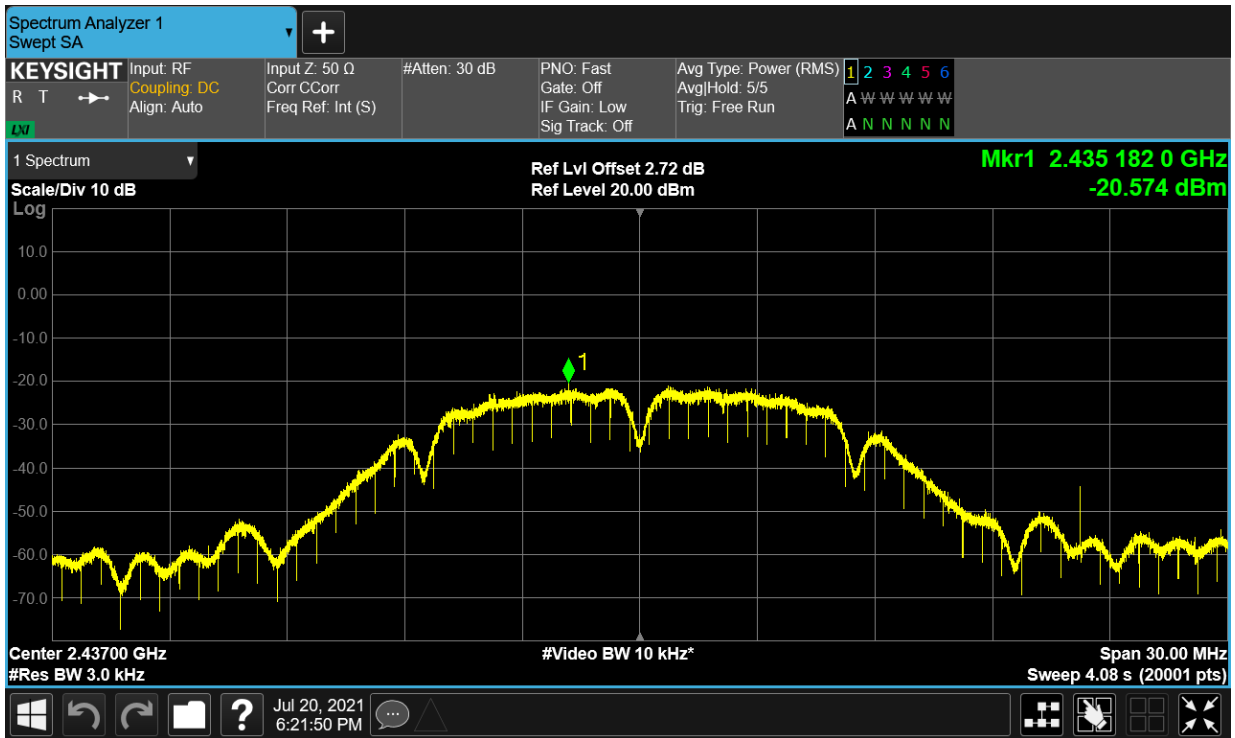 Spectrum Analyzer 1
Swept SA
▼
+
KEYSIGHT
R T
LXI
Input: RF
Coupling: DC
Align: Auto
Input Z: 50 Ω
Corr CCorr
Freq Ref: Int (S)
#Atten: 30 dB
PNO: Fast
Gate: Off
IF Gain: Low
Sig Track: Off
Avg Type: Power (RMS)
Avg|Hold: 5/5
Trig: Free Run
1 2 3 4 5 6
A W W W W W
A N N N N N
1 Spectrum ▼
Scale/Div 10 dB
Log
Ref Lvl Offset 2.72 dB
Ref Level 20.00 dBm
Mkr1 2.435 182 0 GHz
-20.574 dBm
10.0
0.00
-10.0
1
-20.0
-30.0
-40.0
-50.0
-60.0
-70.0
Center 2.43700 GHz
#Res BW 3.0 kHz
#Video BW 10 kHz*
Span 30.00 MHz
Sweep 4.08 s (20001 pts)
?
Jul 20, 2021
6:21:50 PM